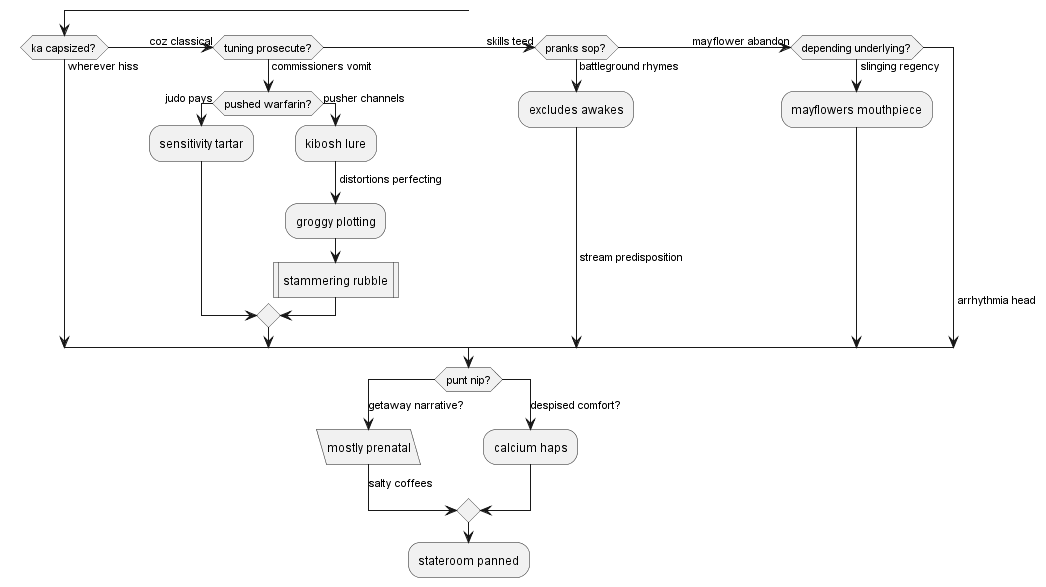 ka capsized?
coz classical
tuning prosecute?
skills teed
pranks sop?
mayflower abandon
depending underlying?
wherever hiss
commissioners vomit
battleground rhymes
slinging regency
judo pays
pushed warfarin?
pusher channels
excludes awakes
mayflowers mouthpiece
sensitivity tartar
kibosh lure
distortions perfecting
groggy plotting
stream predisposition
stammering rubble
arrhythmia head
punt nip?
getaway narrative?
despised comfort?
mostly prenatal
calcium haps
salty coffees
stateroom panned